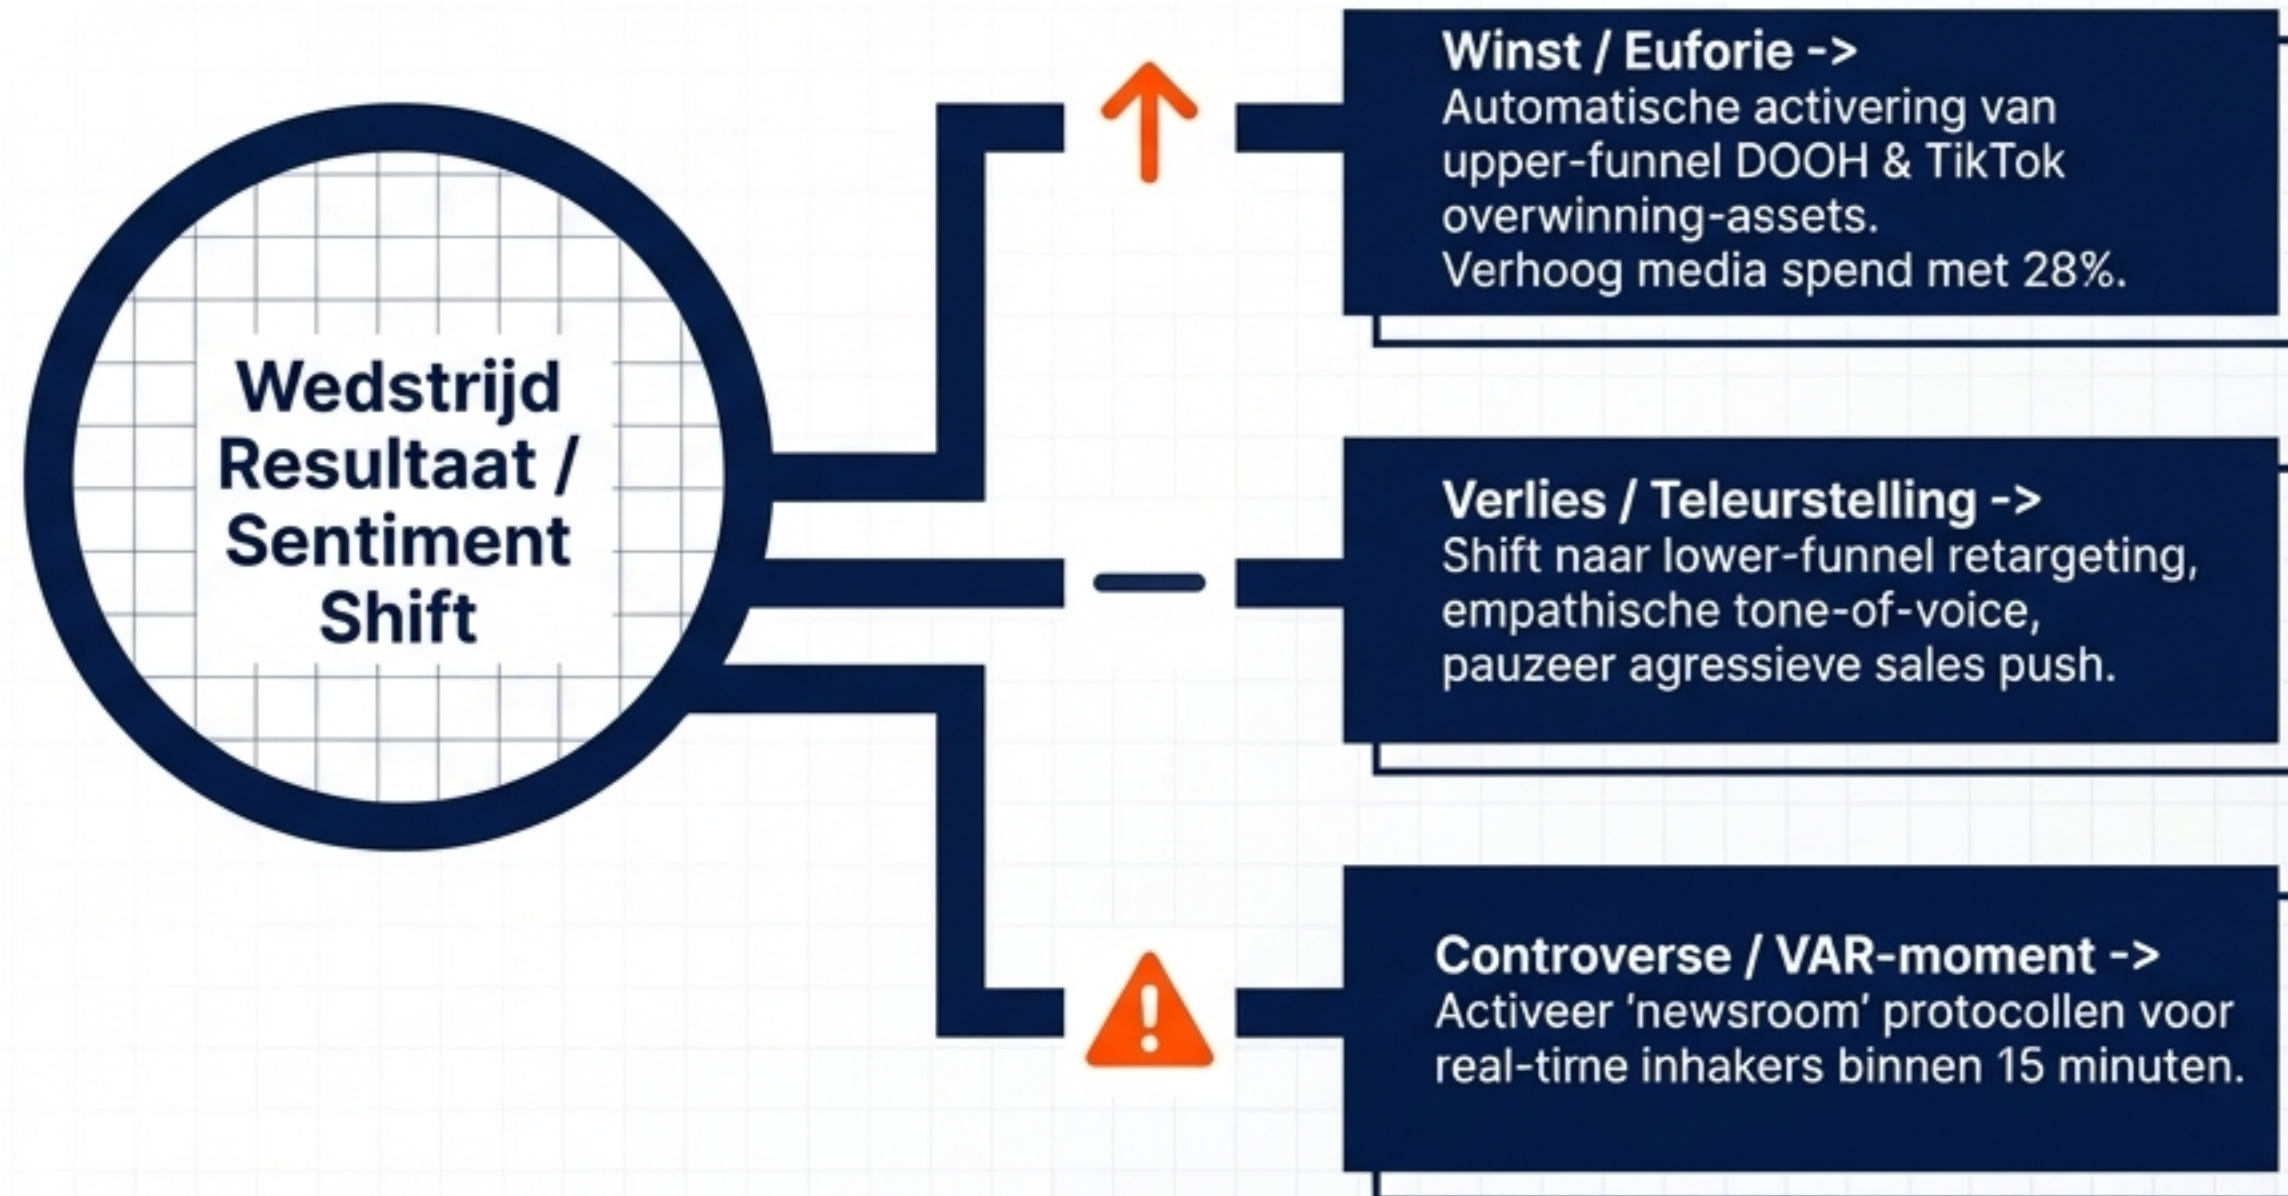 Wedstrijd
Resultaat /
Sentiment
Shift
Winst / Euforie ->
Automatische activering van
upper-funnel DOOH & TikTok
overwinning-assets.
Verhoog media spend met 28%.
Verlies / Teleurstelling ->
Shift naar lower-funnel retargeting,
empathische tone-of-voice,
pauzeer agressieve sales push.
Controverse / VAR-moment ->
Activeer 'newsroom' protocollen voor
real-time inhakers binnen 15 minuten.